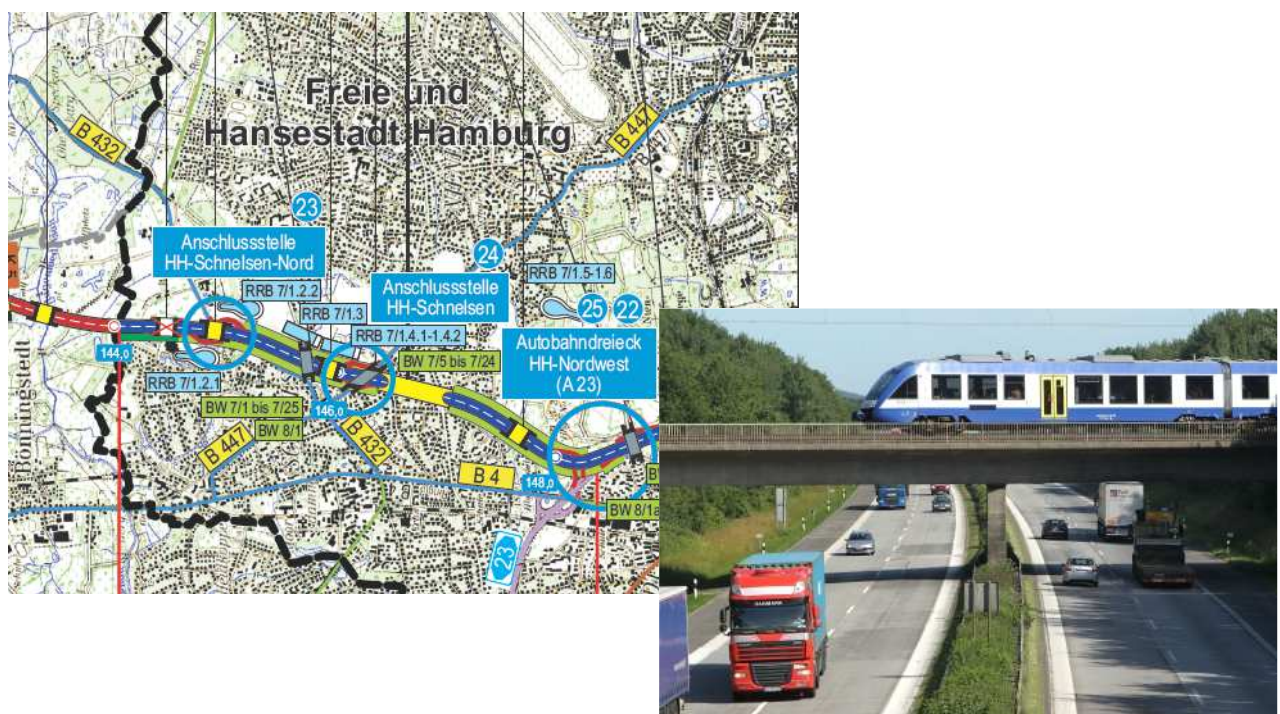 Freie und
Hansestadt Hamburg
B 432
B 447
23
Anschlussstelle
HH-Schnelsen-Nord
24
RRB 7/1.5-1.6
Anschlussstelle
HH-Schnelsen
25
22
RRB 7/1.2.2
RRB 7/1.3
RRB 7/1.4.1-1.4.2
Autobahndreieck
HH-Nordwest
(A 23)
BW 7/5 bis 7/24
144,0
RRB 7/1.2.1
BW 7/1 bis 7/25
146,0
BW 8/1
Bönningstedt
B 447
B 432
B 4
148,0
BW 8/1a
23